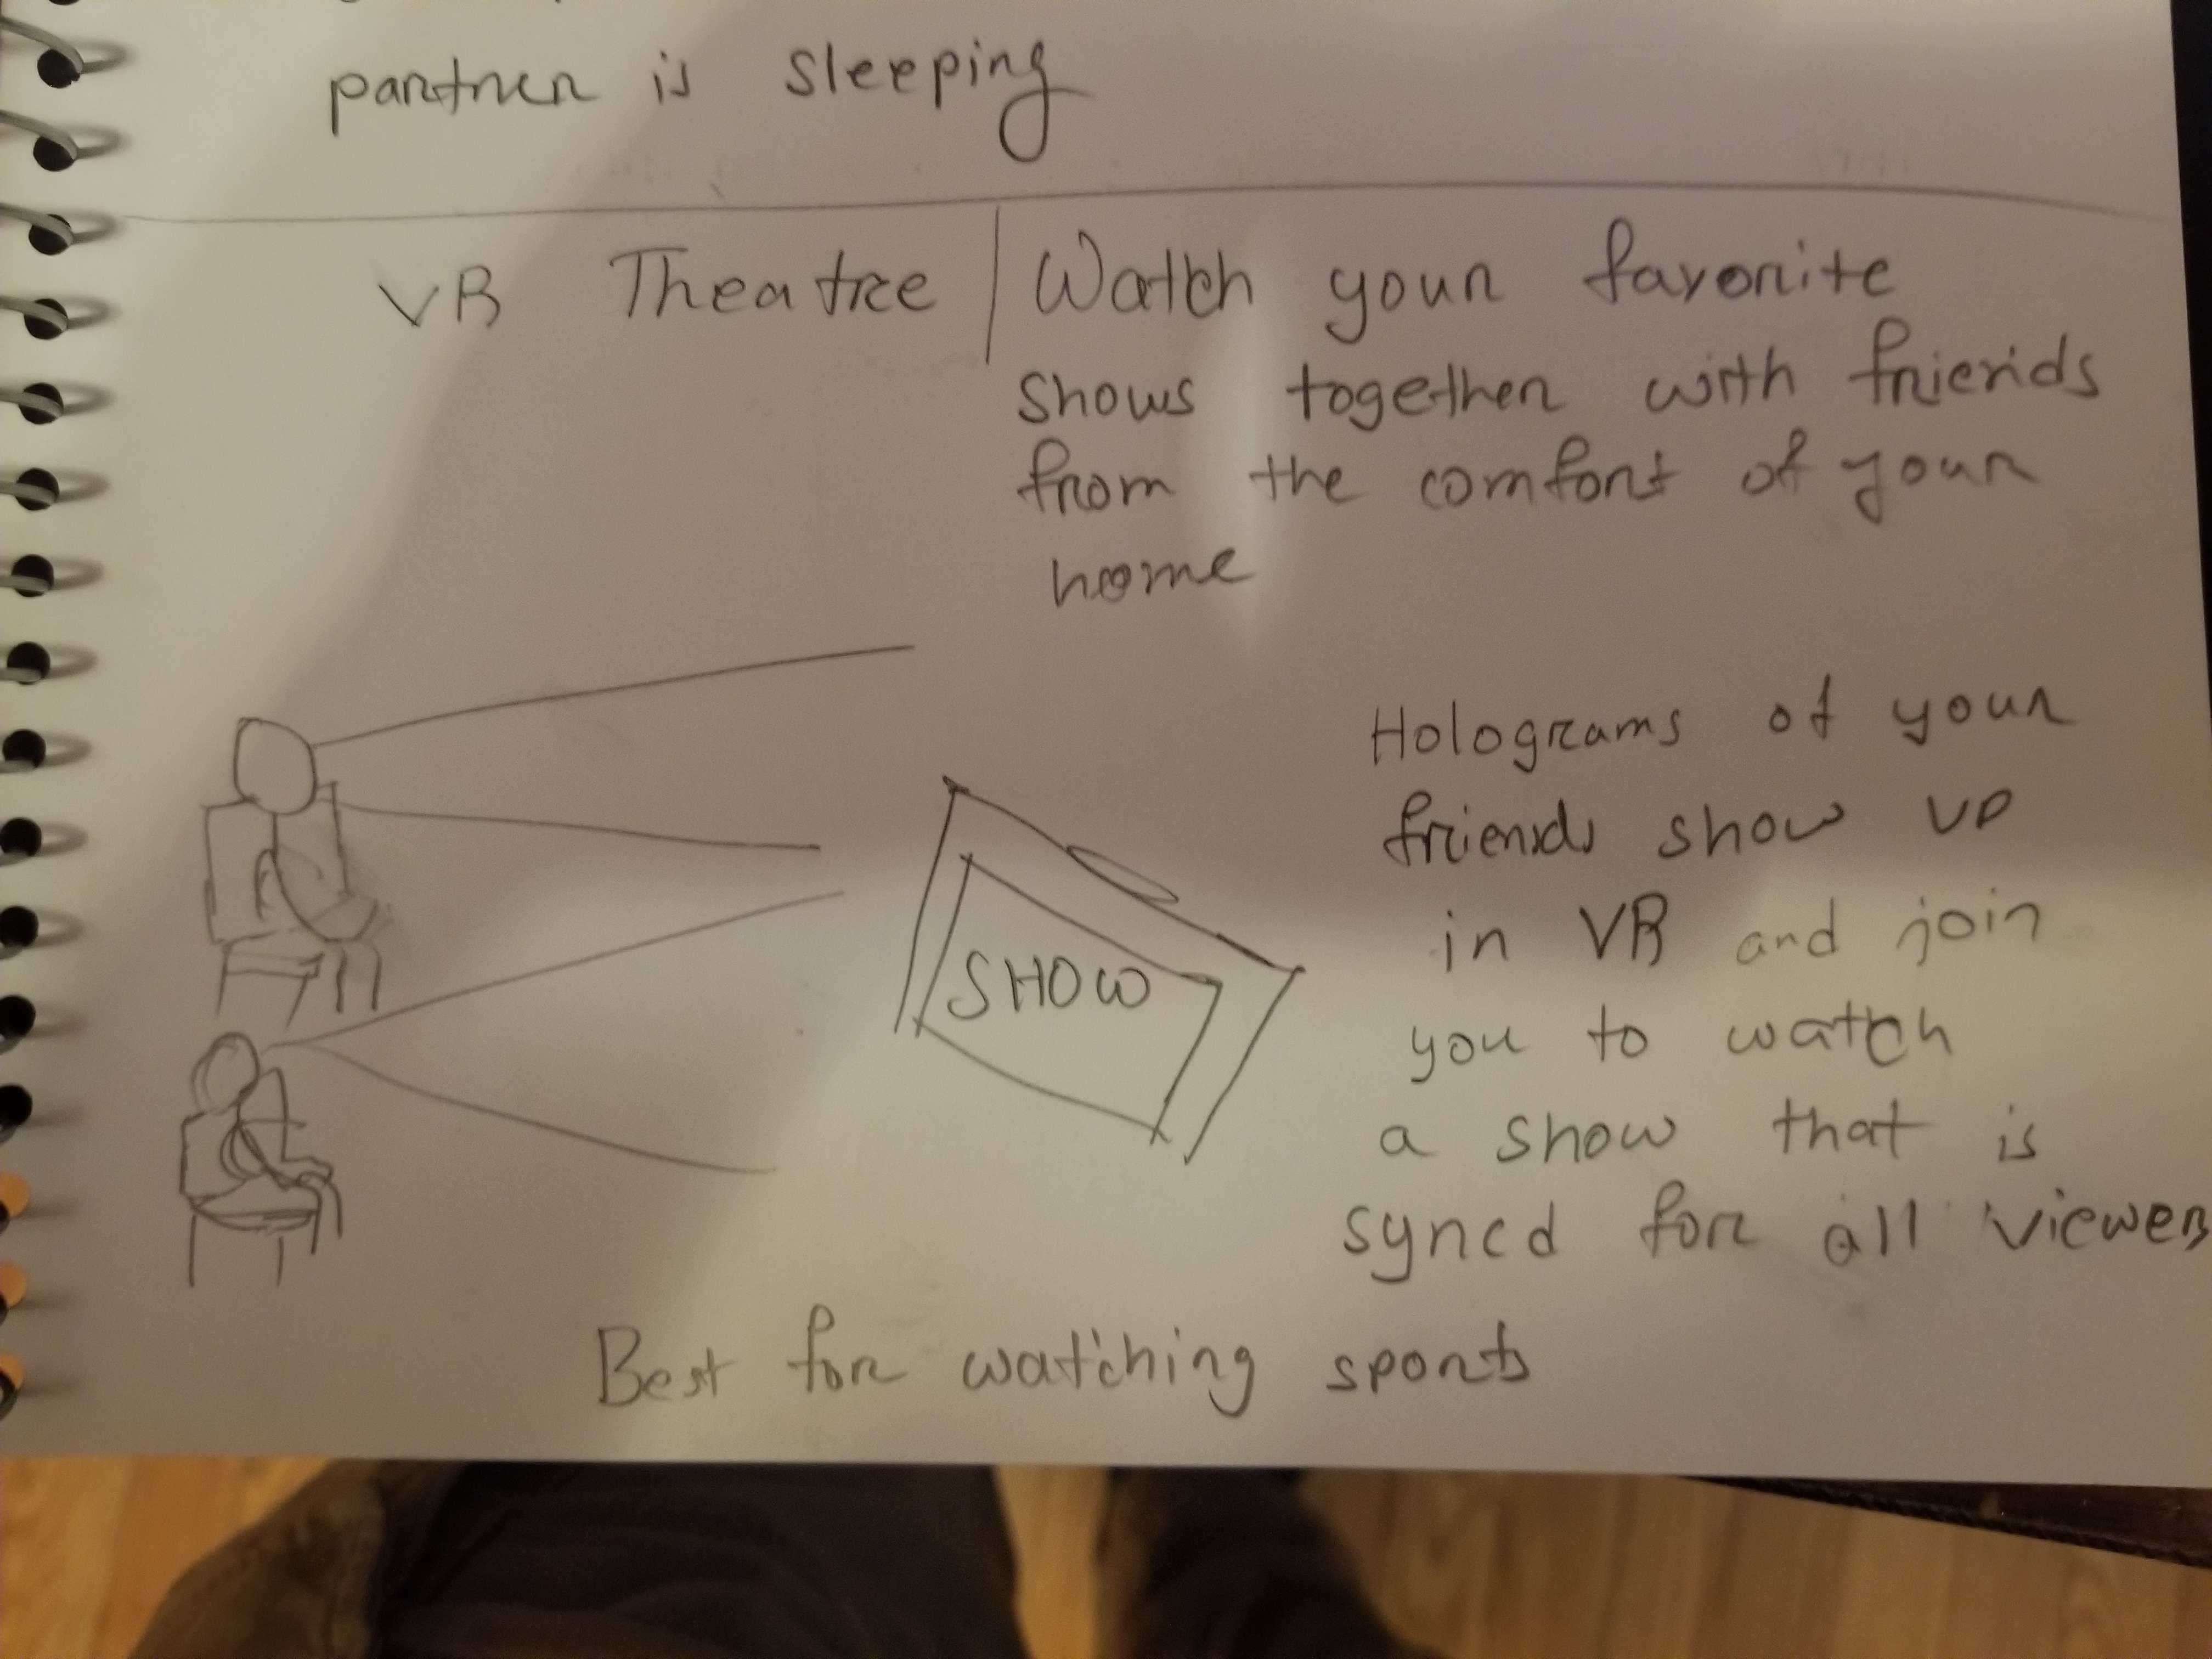 partner is sleeping
VR Theatre | Watch your favorite
shows together with friends
from the comfort of your
home
SHOW
Holograms of your
friends show up
in VR and join
you to watch
a show that is
syncd for all viewers
Best for watching sports